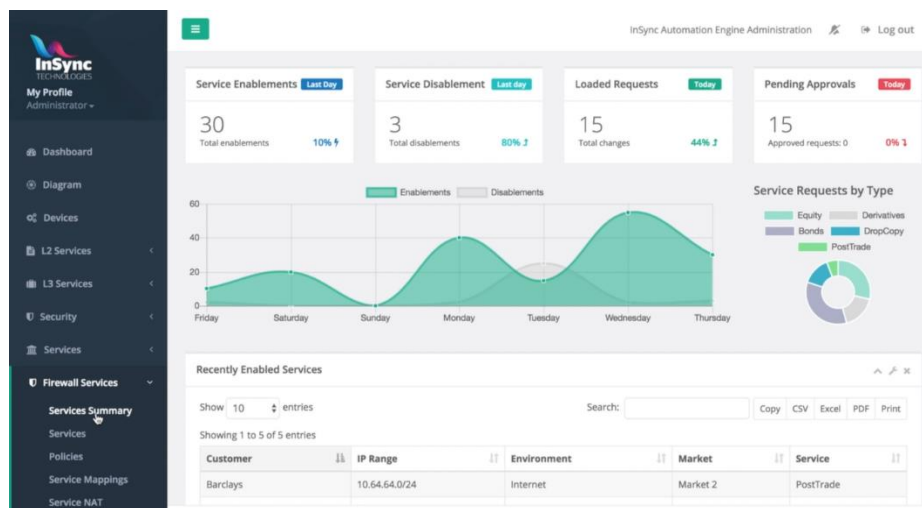 InSync
TECHNOLOGIES
My Profile
Administrator
Dashboard
Diagram
Devices
L2 Services
L3 Services
Security
Services
Firewall Services
Services Summary
Services
Policies
Service Mappings
Service NAT
InSync Automation Engine Administration Log out
Service Enablements Last Day
30
Total enablements 10%
Service Disablement Last day
3
Total disablements 80%
Loaded Requests Today
15
Total changes 44%
Pending Approvals Today
15
Approved requests: 0 0%
Enablements Disablements
60
40
20
0
Friday Saturday Sunday Monday Tuesday Wednesday Thursday
Service Requests by Type
Equity Derivatives
Bonds DropCopy
PostTrade
Recently Enabled Services
Show 10 entries Search: Copy CSV Excel PDF Print
Showing 1 to 5 of 5 entries
Customer IP Range Environment Market Service
Barclays 10.64.64.0/24 Internet Market 2 PostTrade